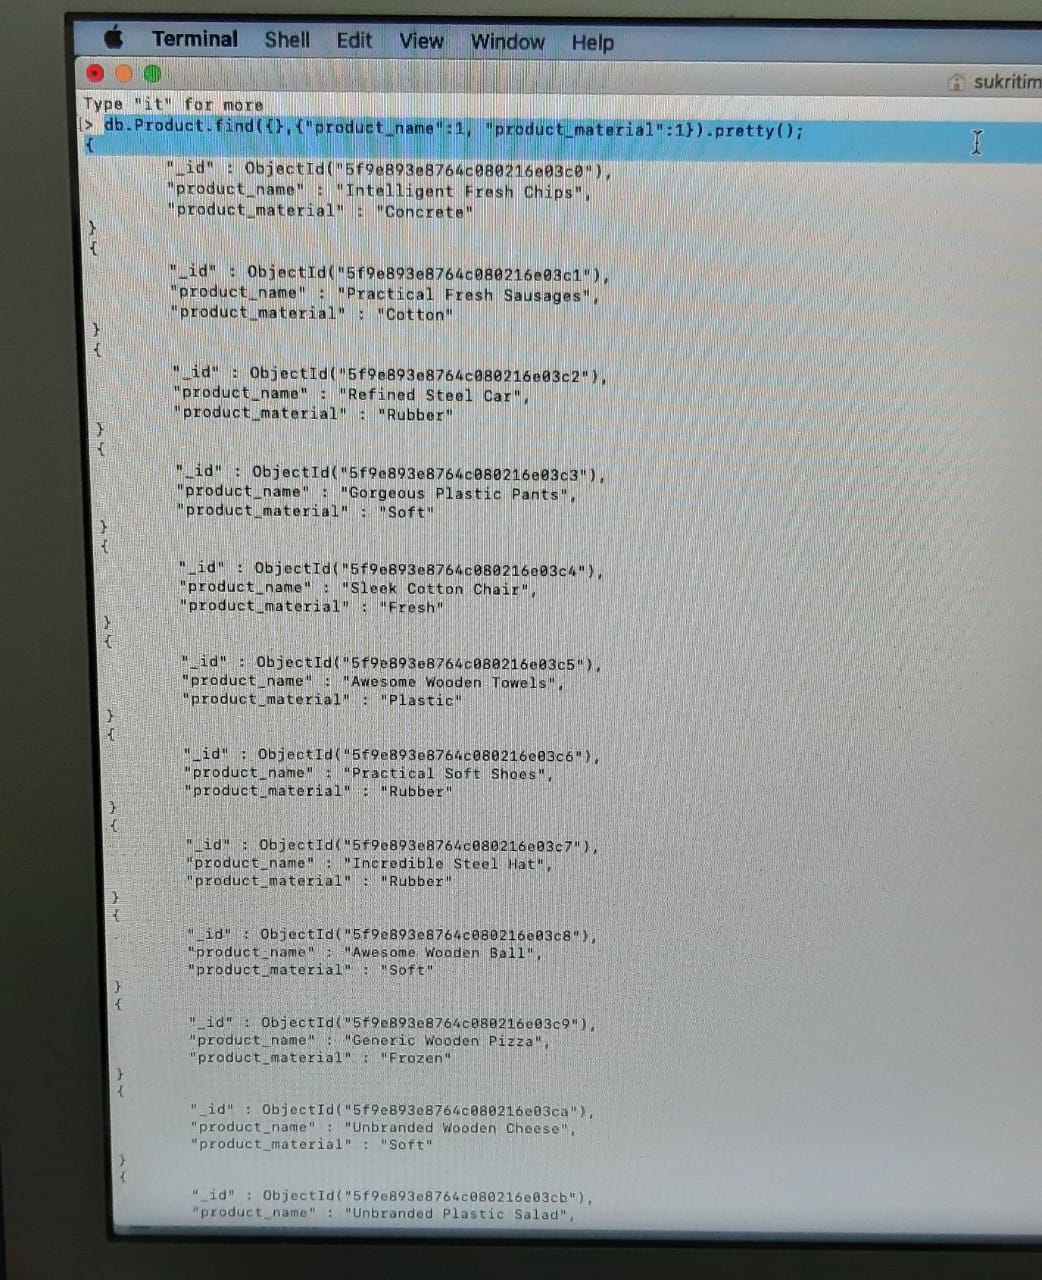 Terminal Shell Edit View Window Help
sukritim
Type "it" for more
[> db.Product.find({},{"product_name":1, "product_material":1}).pretty();
{
"_id" : ObjectId("5f9e893e8764c080216e03c0"),
"product_name" : "Intelligent Fresh Chips",
"product_material" : "Concrete"
}
{
"_id" : ObjectId("5f9e893e8764c080216e03c1"),
"product_name" : "Practical Fresh Sausages",
"product_material" : "Cotton"
}
{
"_id" : ObjectId("5f9e893e8764c080216e03c2"),
"product_name" : "Refined Steel Car",
"product_material" : "Rubber"
}
{
"_id" : ObjectId("5f9e893e8764c080216e03c3"),
"product_name" : "Gorgeous Plastic Pants",
"product_material" : "Soft"
}
{
"_id" : ObjectId("5f9e893e8764c080216e03c4"),
"product_name" : "Sleek Cotton Chair",
"product_material" : "Fresh"
}
{
"_id" : ObjectId("5f9e893e8764c080216e03c5"),
"product_name" : "Awesome Wooden Towels",
"product_material" : "Plastic"
}
{
"_id" : ObjectId("5f9e893e8764c080216e03c6"),
"product_name" : "Practical Soft Shoes",
"product_material" : "Rubber"
}
{
"_id" : ObjectId("5f9e893e8764c080216e03c7"),
"product_name" : "Incredible Steel Hat",
"product_material" : "Rubber"
}
{
"_id" : ObjectId("5f9e893e8764c080216e03c8"),
"product_name" : "Awesome Wooden Ball",
"product_material" : "Soft"
}
{
"_id" : ObjectId("5f9e893e8764c080216e03c9"),
"product_name" : "Generic Wooden Pizza",
"product_material" : "Frozen"
}
{
"_id" : ObjectId("5f9e893e8764c080216e03ca"),
"product_name" : "Unbranded Wooden Cheese",
"product_material" : "Soft"
}
{
"_id" : ObjectId("5f9e893e8764c080216e03cb"),
"product_name" : "Unbranded Plastic Salad",